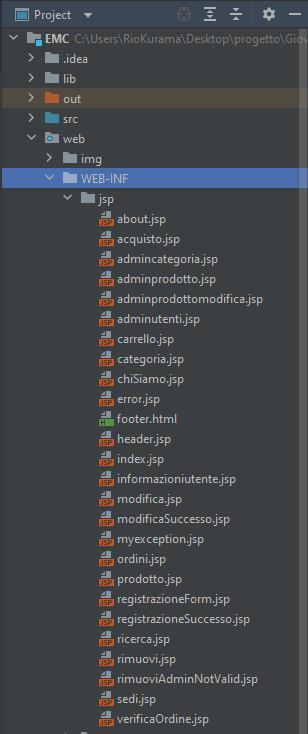 Project
EMC C:\Users\RioKurama\Desktop\progetto\Giov
.idea
lib
out
src
web
img
WEB-INF
jsp
about.jsp
acquisto.jsp
admincategoria.jsp
adminprodotto.jsp
adminprodottomodifica.jsp
adminutenti.jsp
carrello.jsp
categoria.jsp
chiSiamo.jsp
error.jsp
footer.html
header.jsp
index.jsp
informazioniutente.jsp
modifica.jsp
modificaSuccesso.jsp
myexception.jsp
ordini.jsp
prodotto.jsp
registrazioneForm.jsp
registrazioneSuccesso.jsp
ricerca.jsp
rimuovi.jsp
rimuoviAdminNotValid.jsp
sedi.jsp
verificaOrdine.jsp